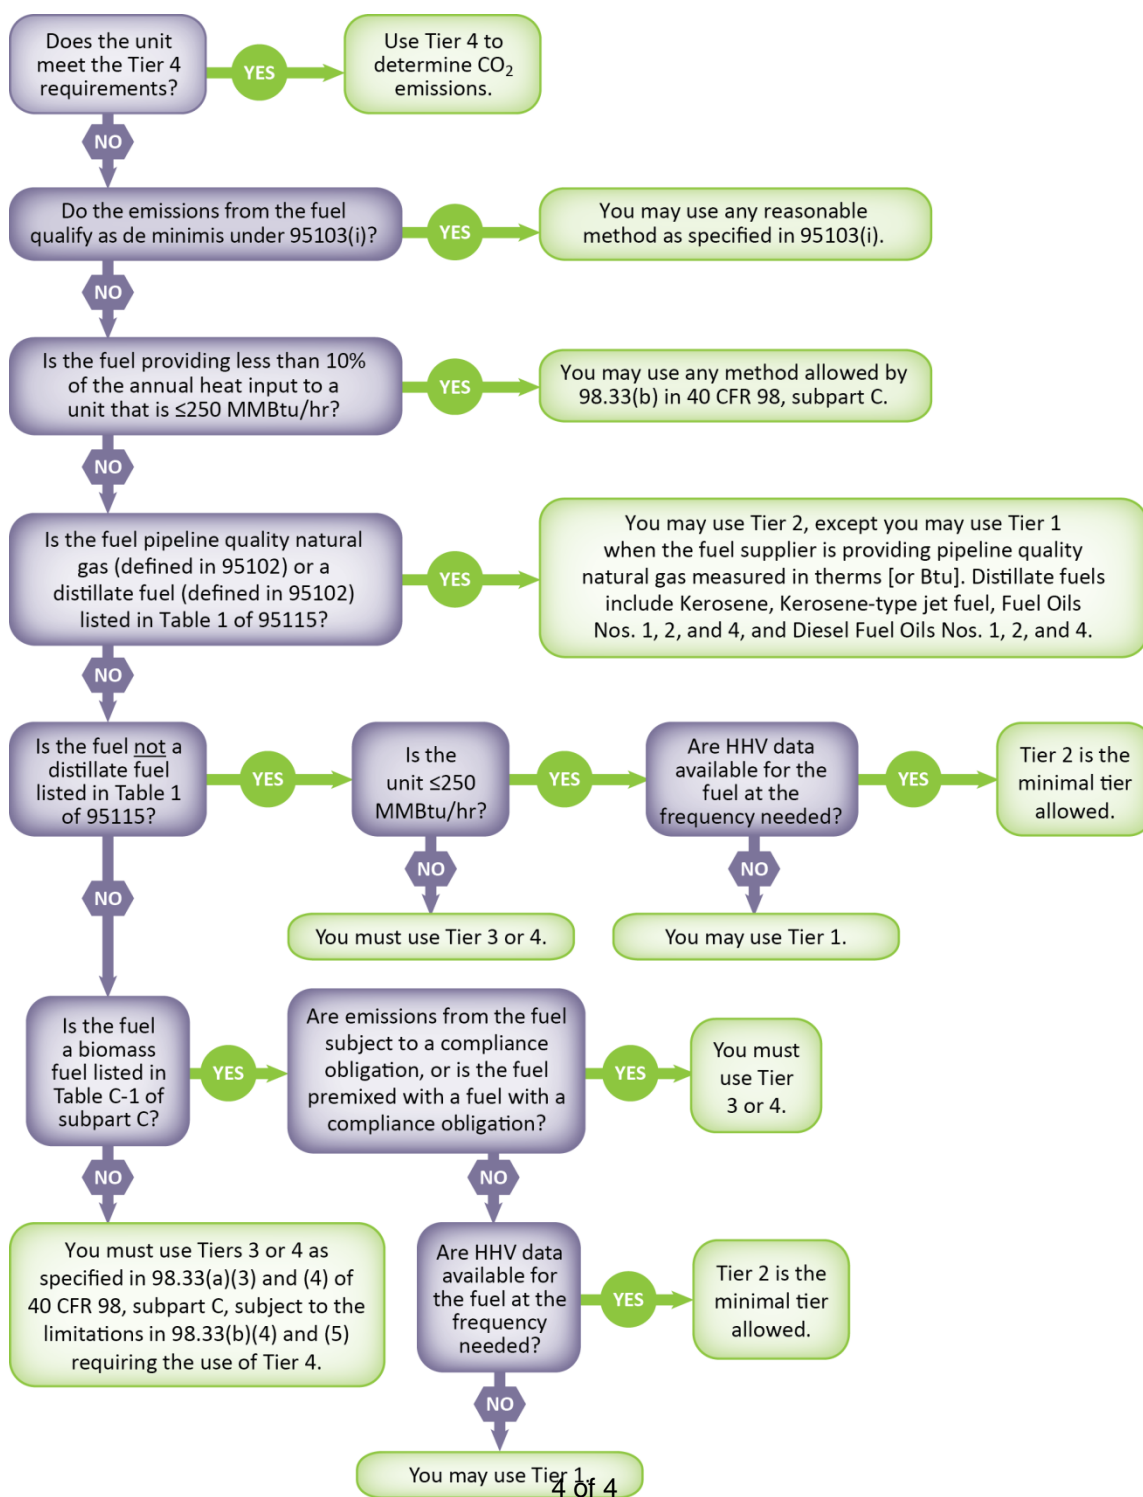 Does the unit
meet the Tier 4
requirements?
YES
Use Tier 4 to
determine CO₂
emissions.
NO
Do the emissions from the fuel
qualify as de minimis under 95103(i)?
YES
You may use any reasonable
method as specified in 95103(i).
NO
Is the fuel providing less than 10%
of the annual heat input to a
unit that is ≤250 MMBtu/hr?
YES
You may use any method allowed by
98.33(b) in 40 CFR 98, subpart C.
NO
Is the fuel pipeline quality natural
gas (defined in 95102) or a
distillate fuel (defined in 95102)
listed in Table 1 of 95115?
YES
You may use Tier 2, except you may use Tier 1
when the fuel supplier is providing pipeline quality
natural gas measured in therms [or Btu]. Distillate fuels
include Kerosene, Kerosene-type jet fuel, Fuel Oils
Nos. 1, 2, and 4, and Diesel Fuel Oils Nos. 1, 2, and 4.
NO
Is the fuel not a
distillate fuel
listed in Table 1
of 95115?
YES
Is the
unit ≤250
MMBtu/hr?
YES
Are HHV data
available for the
fuel at the
frequency needed?
YES
Tier 2 is the
minimal tier
allowed.
NO
NO
NO
You must use Tier 3 or 4.
You may use Tier 1.
Is the fuel
a biomass
fuel listed in
Table C-1 of
subpart C?
YES
Are emissions from the fuel
subject to a compliance
obligation, or is the fuel
premixed with a fuel with a
compliance obligation?
YES
You must
use Tier
3 or 4.
NO
NO
You must use Tiers 3 or 4 as
specified in 98.33(a)(3) and (4) of
40 CFR 98, subpart C, subject to the
limitations in 98.33(b)(4) and (5)
requiring the use of Tier 4.
Are HHV data
available for
the fuel at the
frequency
needed?
YES
Tier 2 is the
minimal tier
allowed.
NO
You may use Tier 1.
4 of 4